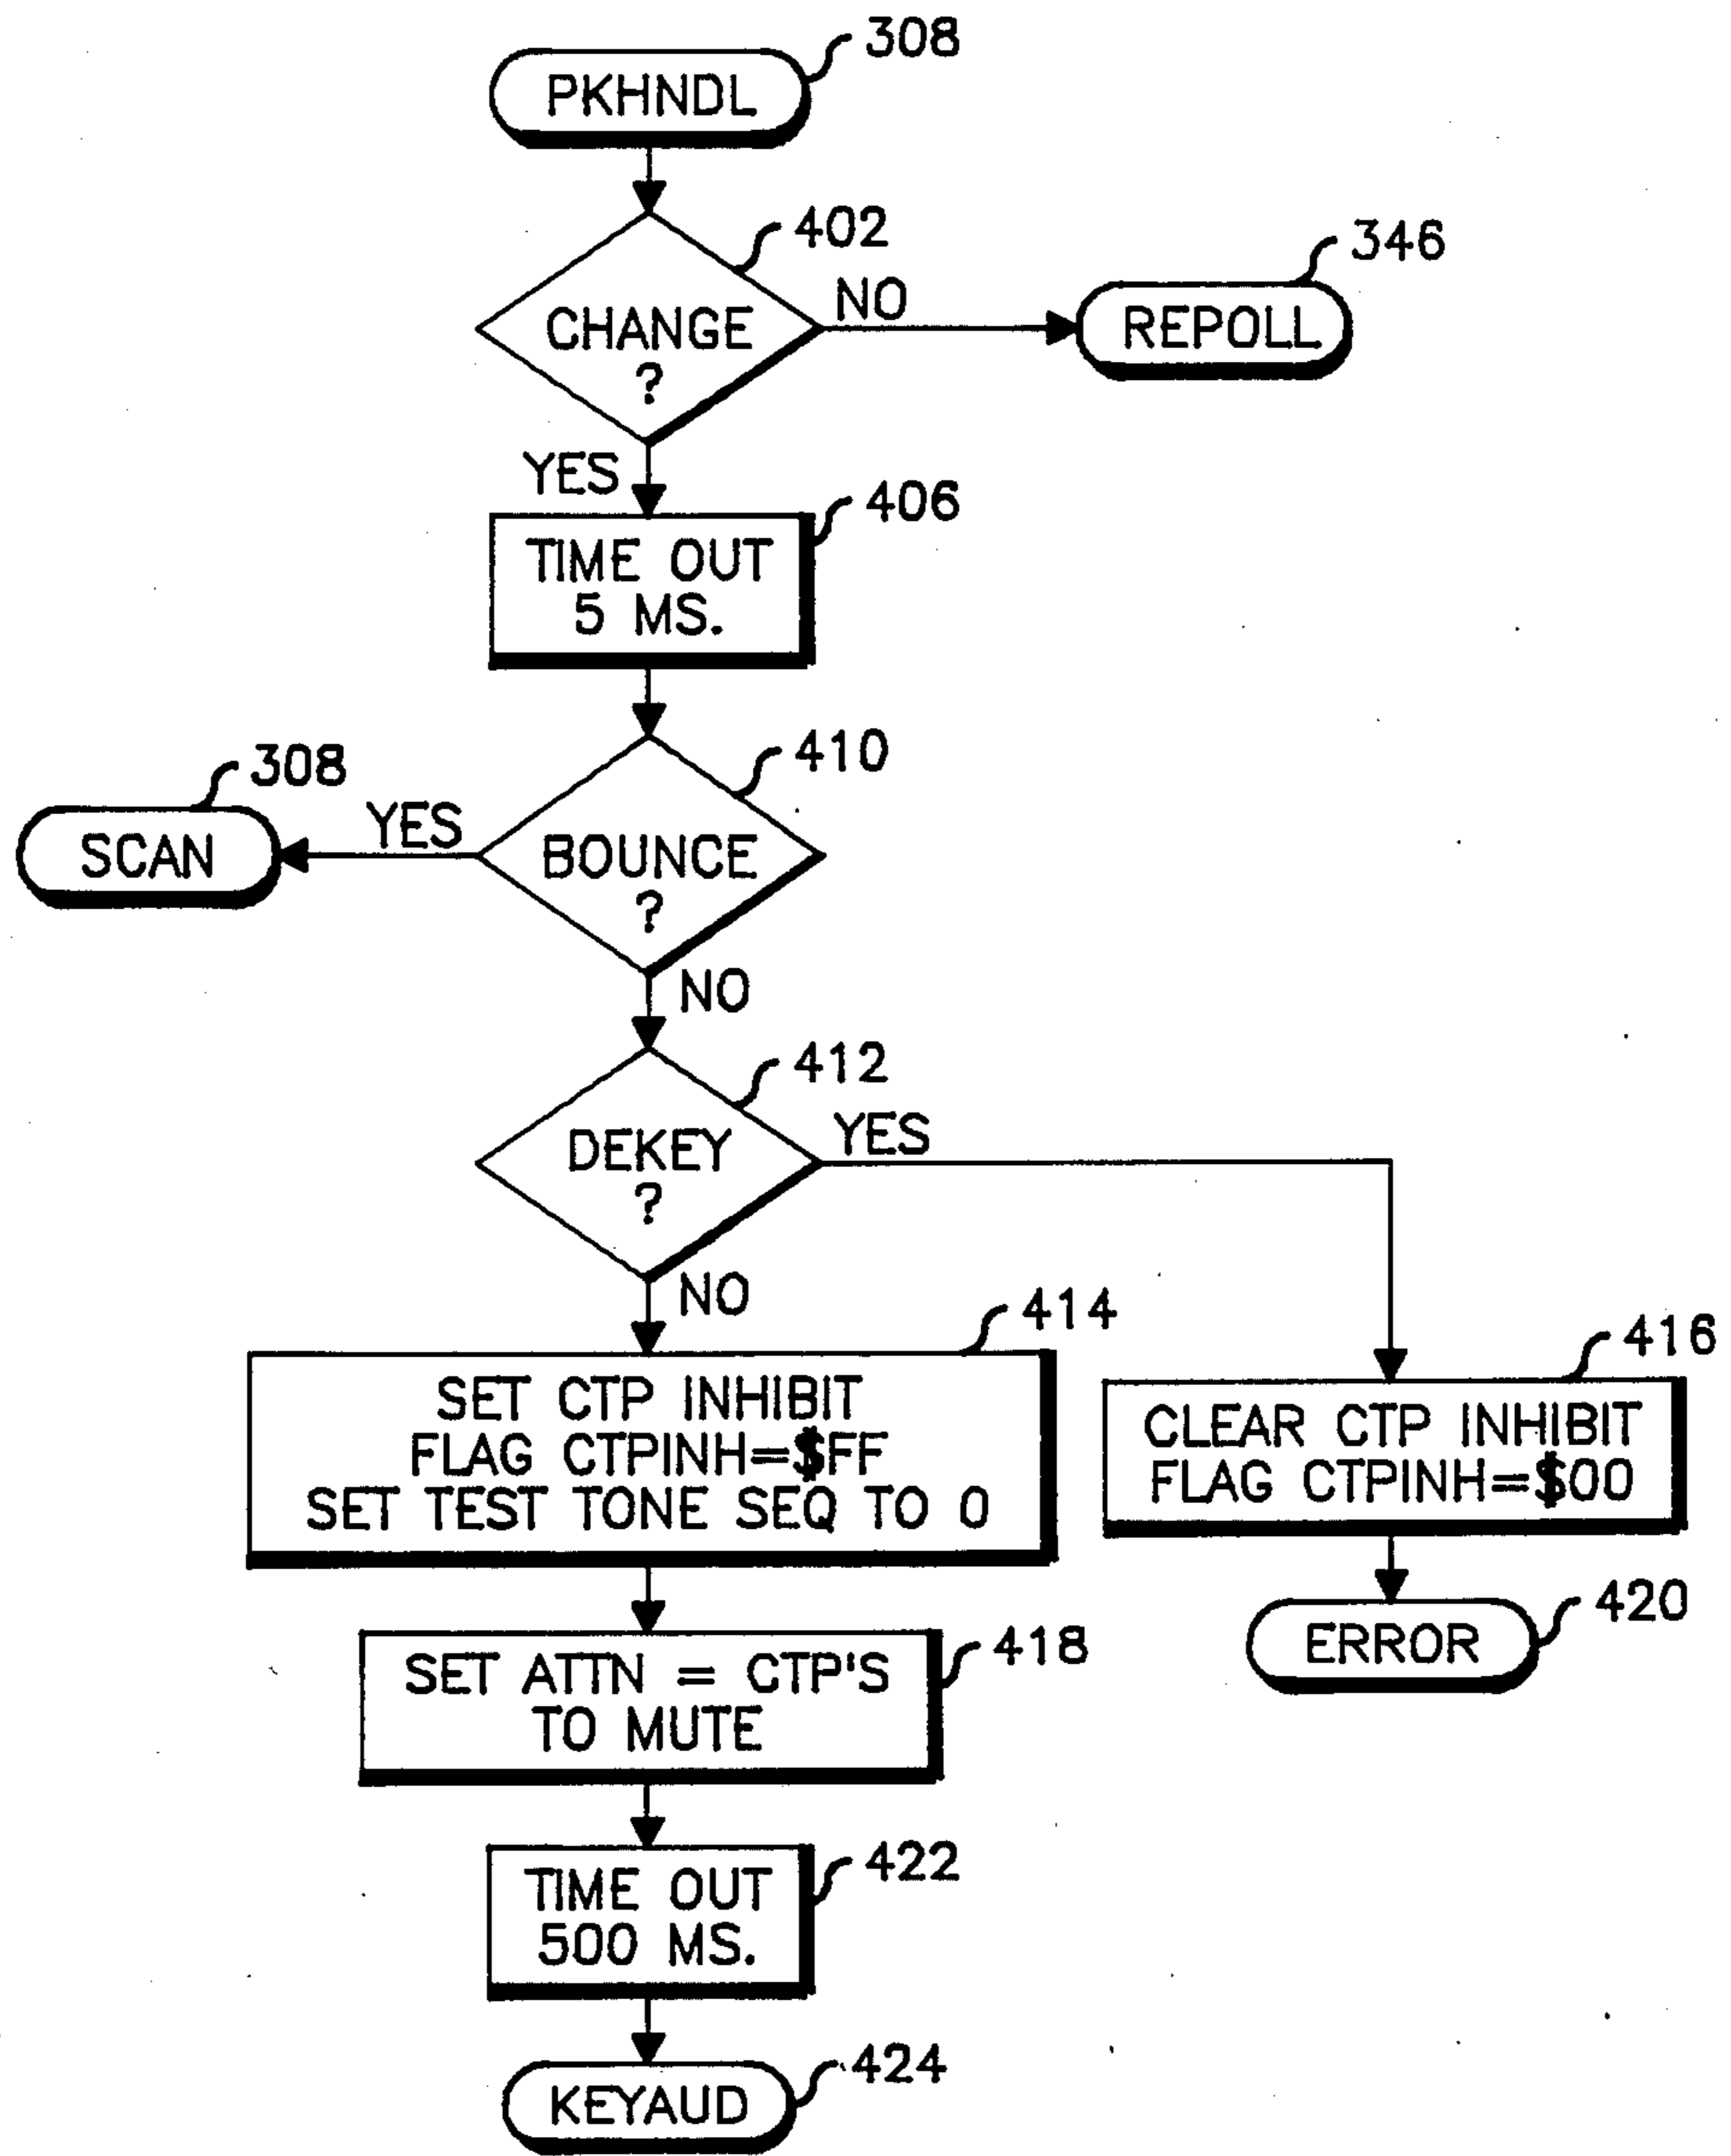 308
PKHNDL
402
346
NO
CHANGE
?
REPOLL
YES
406
TIME OUT
5 MS.
410
308
YES
SCAN
BOUNCE
?
NO
412
YES
DEKEY
?
NO
414
416
SET CTP INHIBIT
FLAG CTPINH=$FF
SET TEST TONE SEQ TO 0
CLEAR CTP INHIBIT
FLAG CTPINH=$00
420
ERROR
418
SET ATTN = CTP'S
TO MUTE
422
TIME OUT
500 MS.
424
KEYAUD